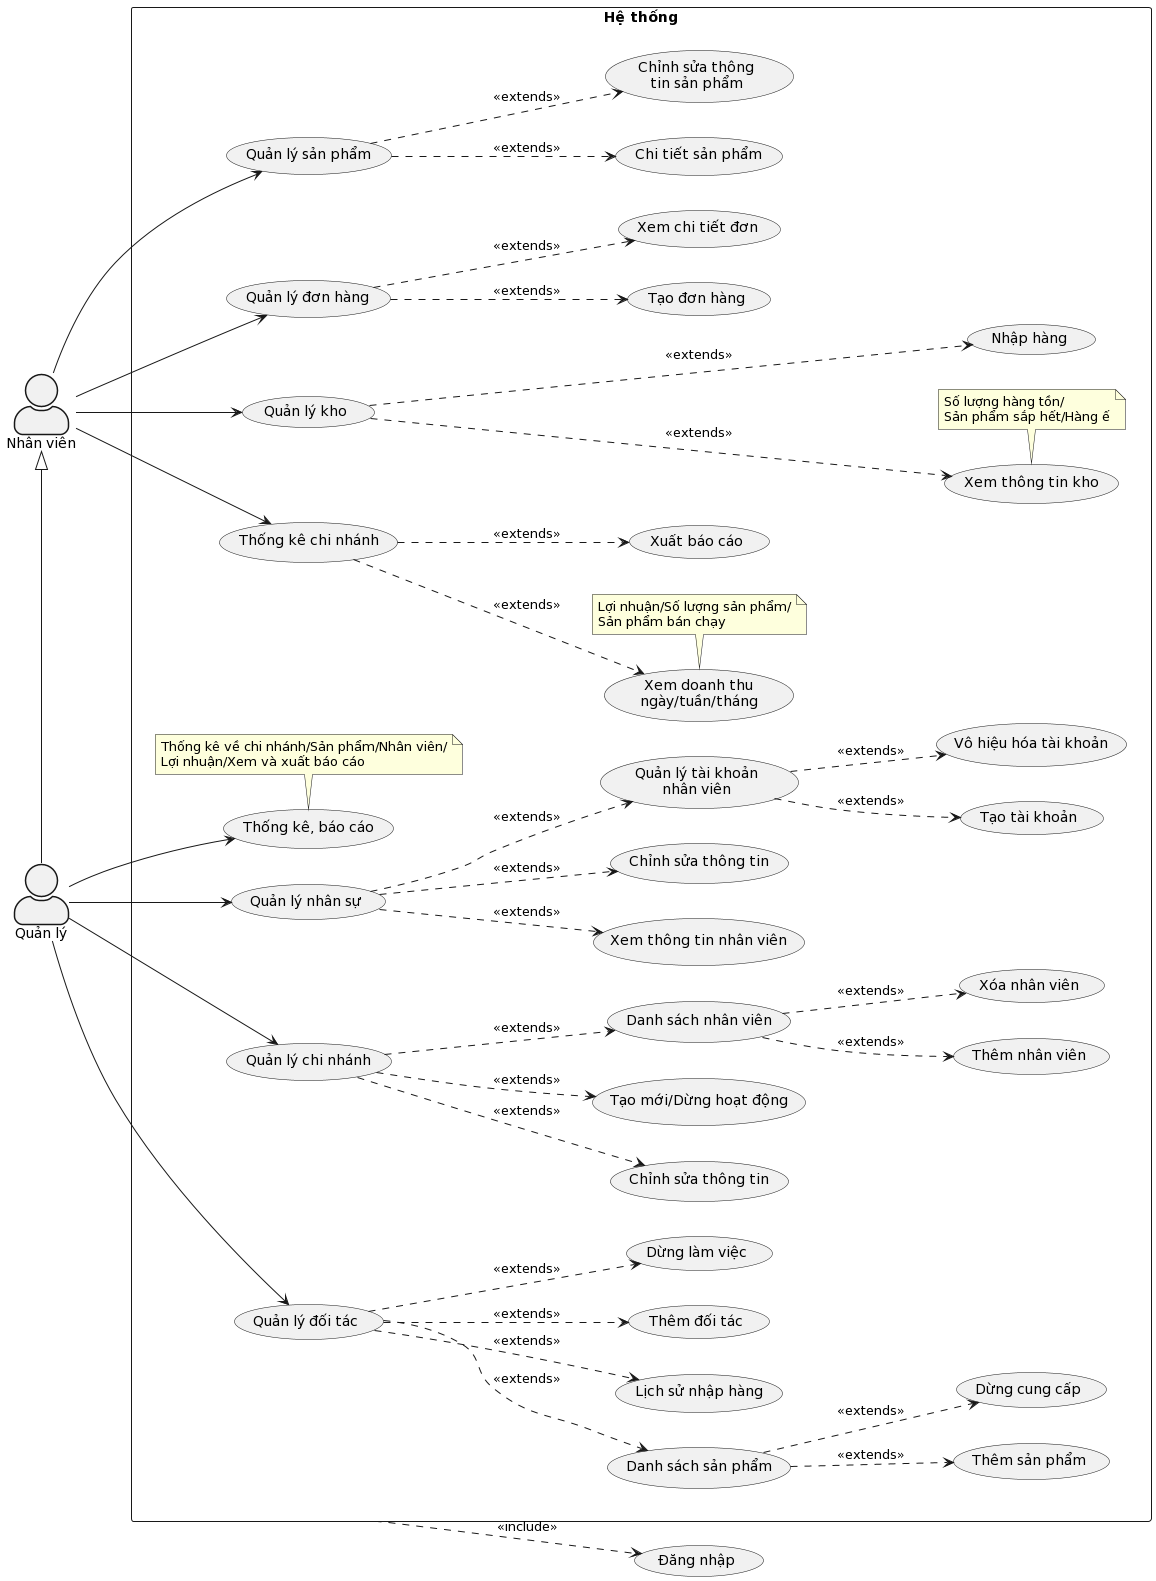 Hệ thống
Chỉnh sửa thông
tin sản phẩm
«extends»
Quản lý sản phẩm
«extends»
Chi tiết sản phẩm
Xem chi tiết đơn
«extends»
Quản lý đơn hàng
«extends»
Tạo đơn hàng
Nhập hàng
«extends»
Quản lý kho
Số lượng hàng tồn/
Sản phẩm sắp hết/Hàng ế
«extends»
Xem thông tin kho
Nhân viên
Thống kê chi nhánh
«extends»
Xuất báo cáo
«extends»
Lợi nhuận/Số lượng sản phẩm/
Sản phẩm bán chạy
Xem doanh thu
ngày/tuần/tháng
Thống kê về chi nhánh/Sản phẩm/Nhân viên/
Lợi nhuận/Xem và xuất báo cáo
Thống kê, báo cáo
Quản lý tài khoản
nhân viên
«extends»
Vô hiệu hóa tài khoản
«extends»
Tạo tài khoản
«extends»
«extends»
Chỉnh sửa thông tin
Quản lý nhân sự
«extends»
Xem thông tin nhân viên
Quản lý
«extends»
Xóa nhân viên
Danh sách nhân viên
«extends»
«extends»
Thêm nhân viên
Quản lý chi nhánh
«extends»
Tạo mới/Dừng hoạt động
«extends»
Chỉnh sửa thông tin
Dừng làm việc
«extends»
Quản lý đối tác
«extends»
Thêm đối tác
«extends»
Lịch sử nhập hàng
«extends»
Dừng cung cấp
«extends»
Danh sách sản phẩm
«extends»
Thêm sản phẩm
«include»
Đăng nhập